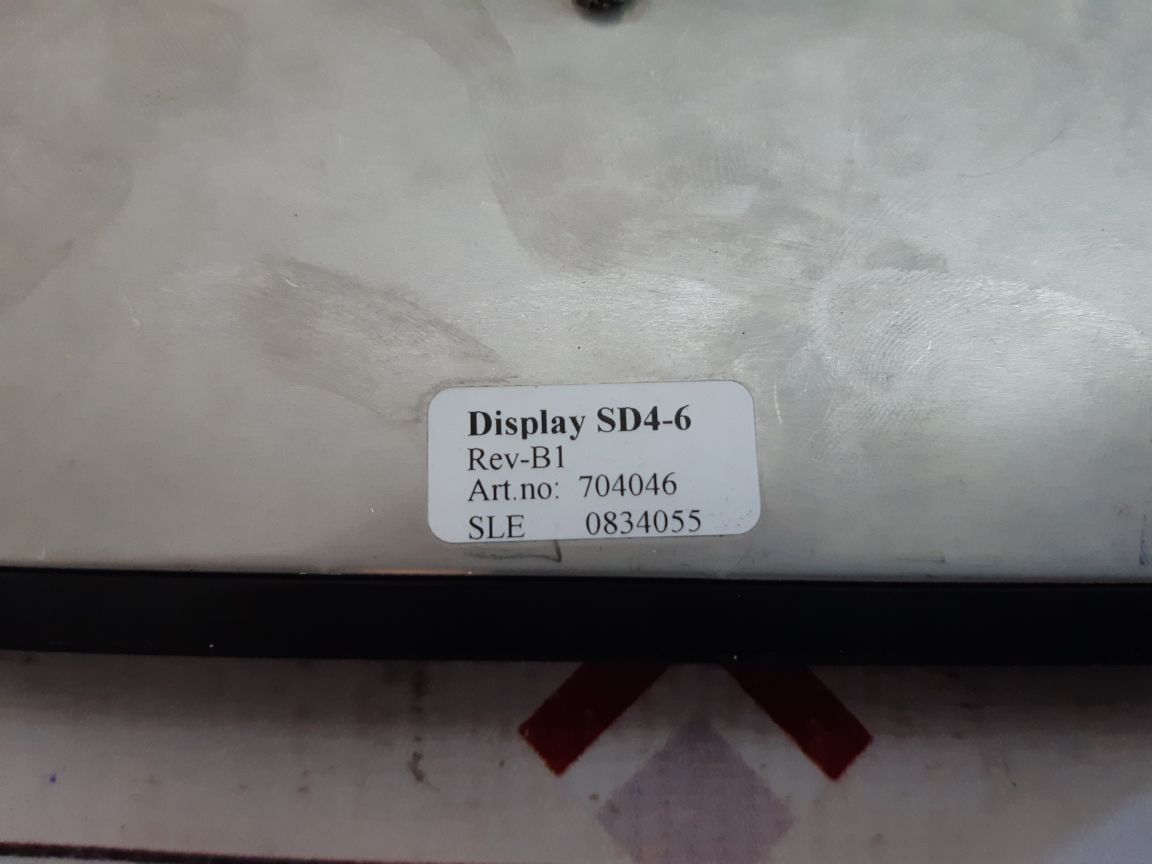 Display SD4-6
Rev-B1
Art.no: 704046
SLE 0834055